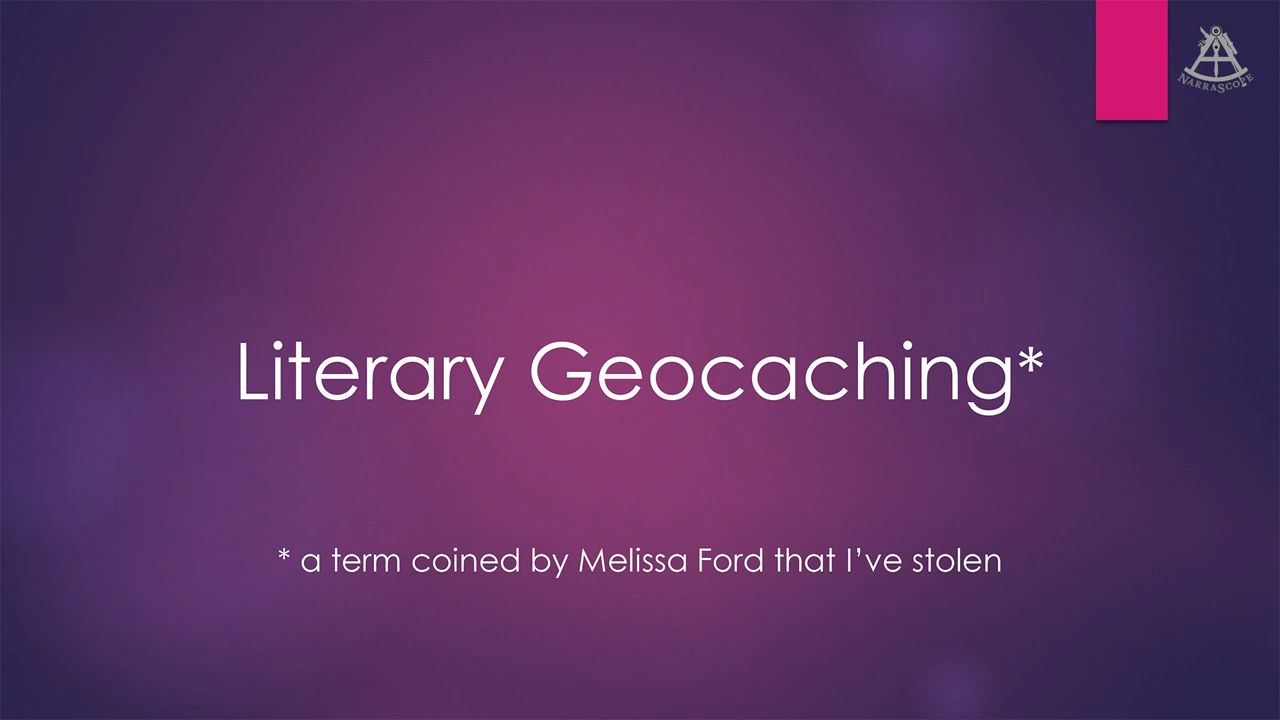 NARRASCOPE
Literary Geocaching*
* a term coined by Melissa Ford that I’ve stolen